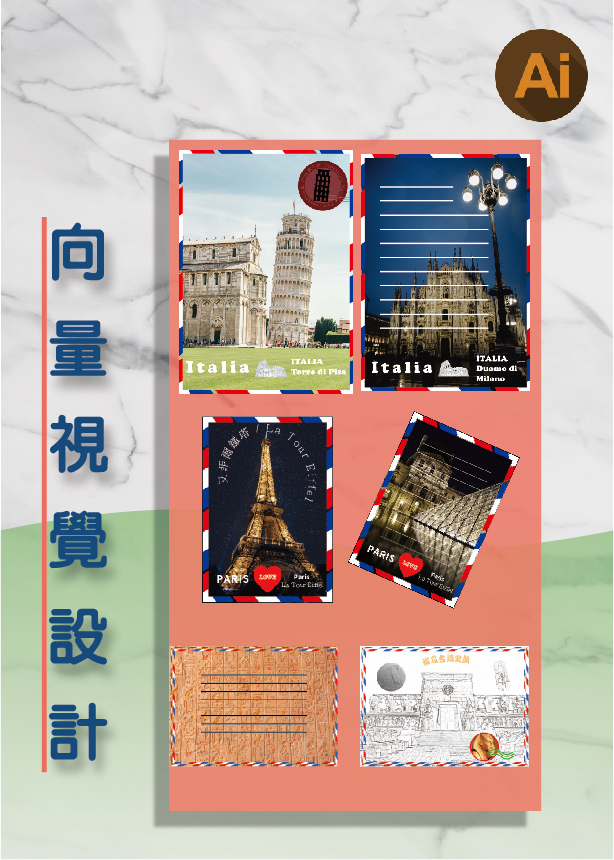 Ai
向量視覺設計
Italia
ITALIA
Torre di Pisa
Italia
ITALIA
Duomo di
Milano
艾菲爾鐵塔 / La Tour Eiffel
PARIS
LOVE
Paris
La Tour Eiffel
PARIS
LOVE
Paris
La Tour Eiffel